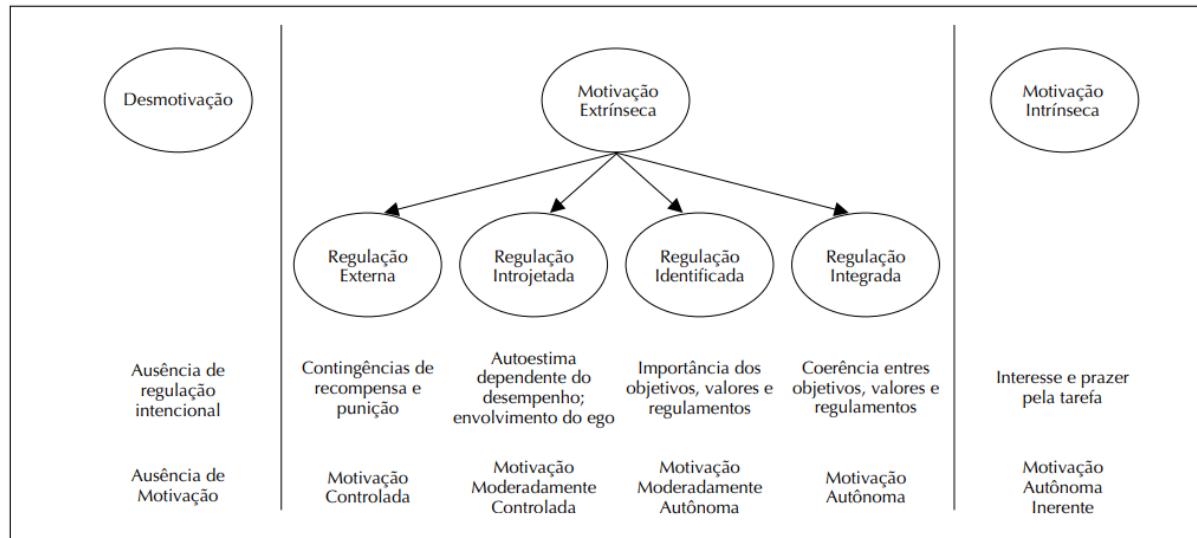 Desmotivação
Motivação
Extrínseca
Motivação
Intrínseca
Regulação
Externa
Regulação
Introjetada
Regulação
Identificada
Regulação
Integrada
Ausência de
regulação
intencional
Contingências de
recompensa e
punição
Autoestima
dependente do
desempenho;
envolvimento do ego
Importância dos
objetivos, valores e
regulamentos
Coerência entres
objetivos, valores e
regulamentos
Interesse e prazer
pela tarefa
Ausência de
Motivação
Motivação
Controlada
Motivação
Moderadamente
Controlada
Motivação
Moderadamente
Autônoma
Motivação
Autônoma
Motivação
Autônoma
Inerente